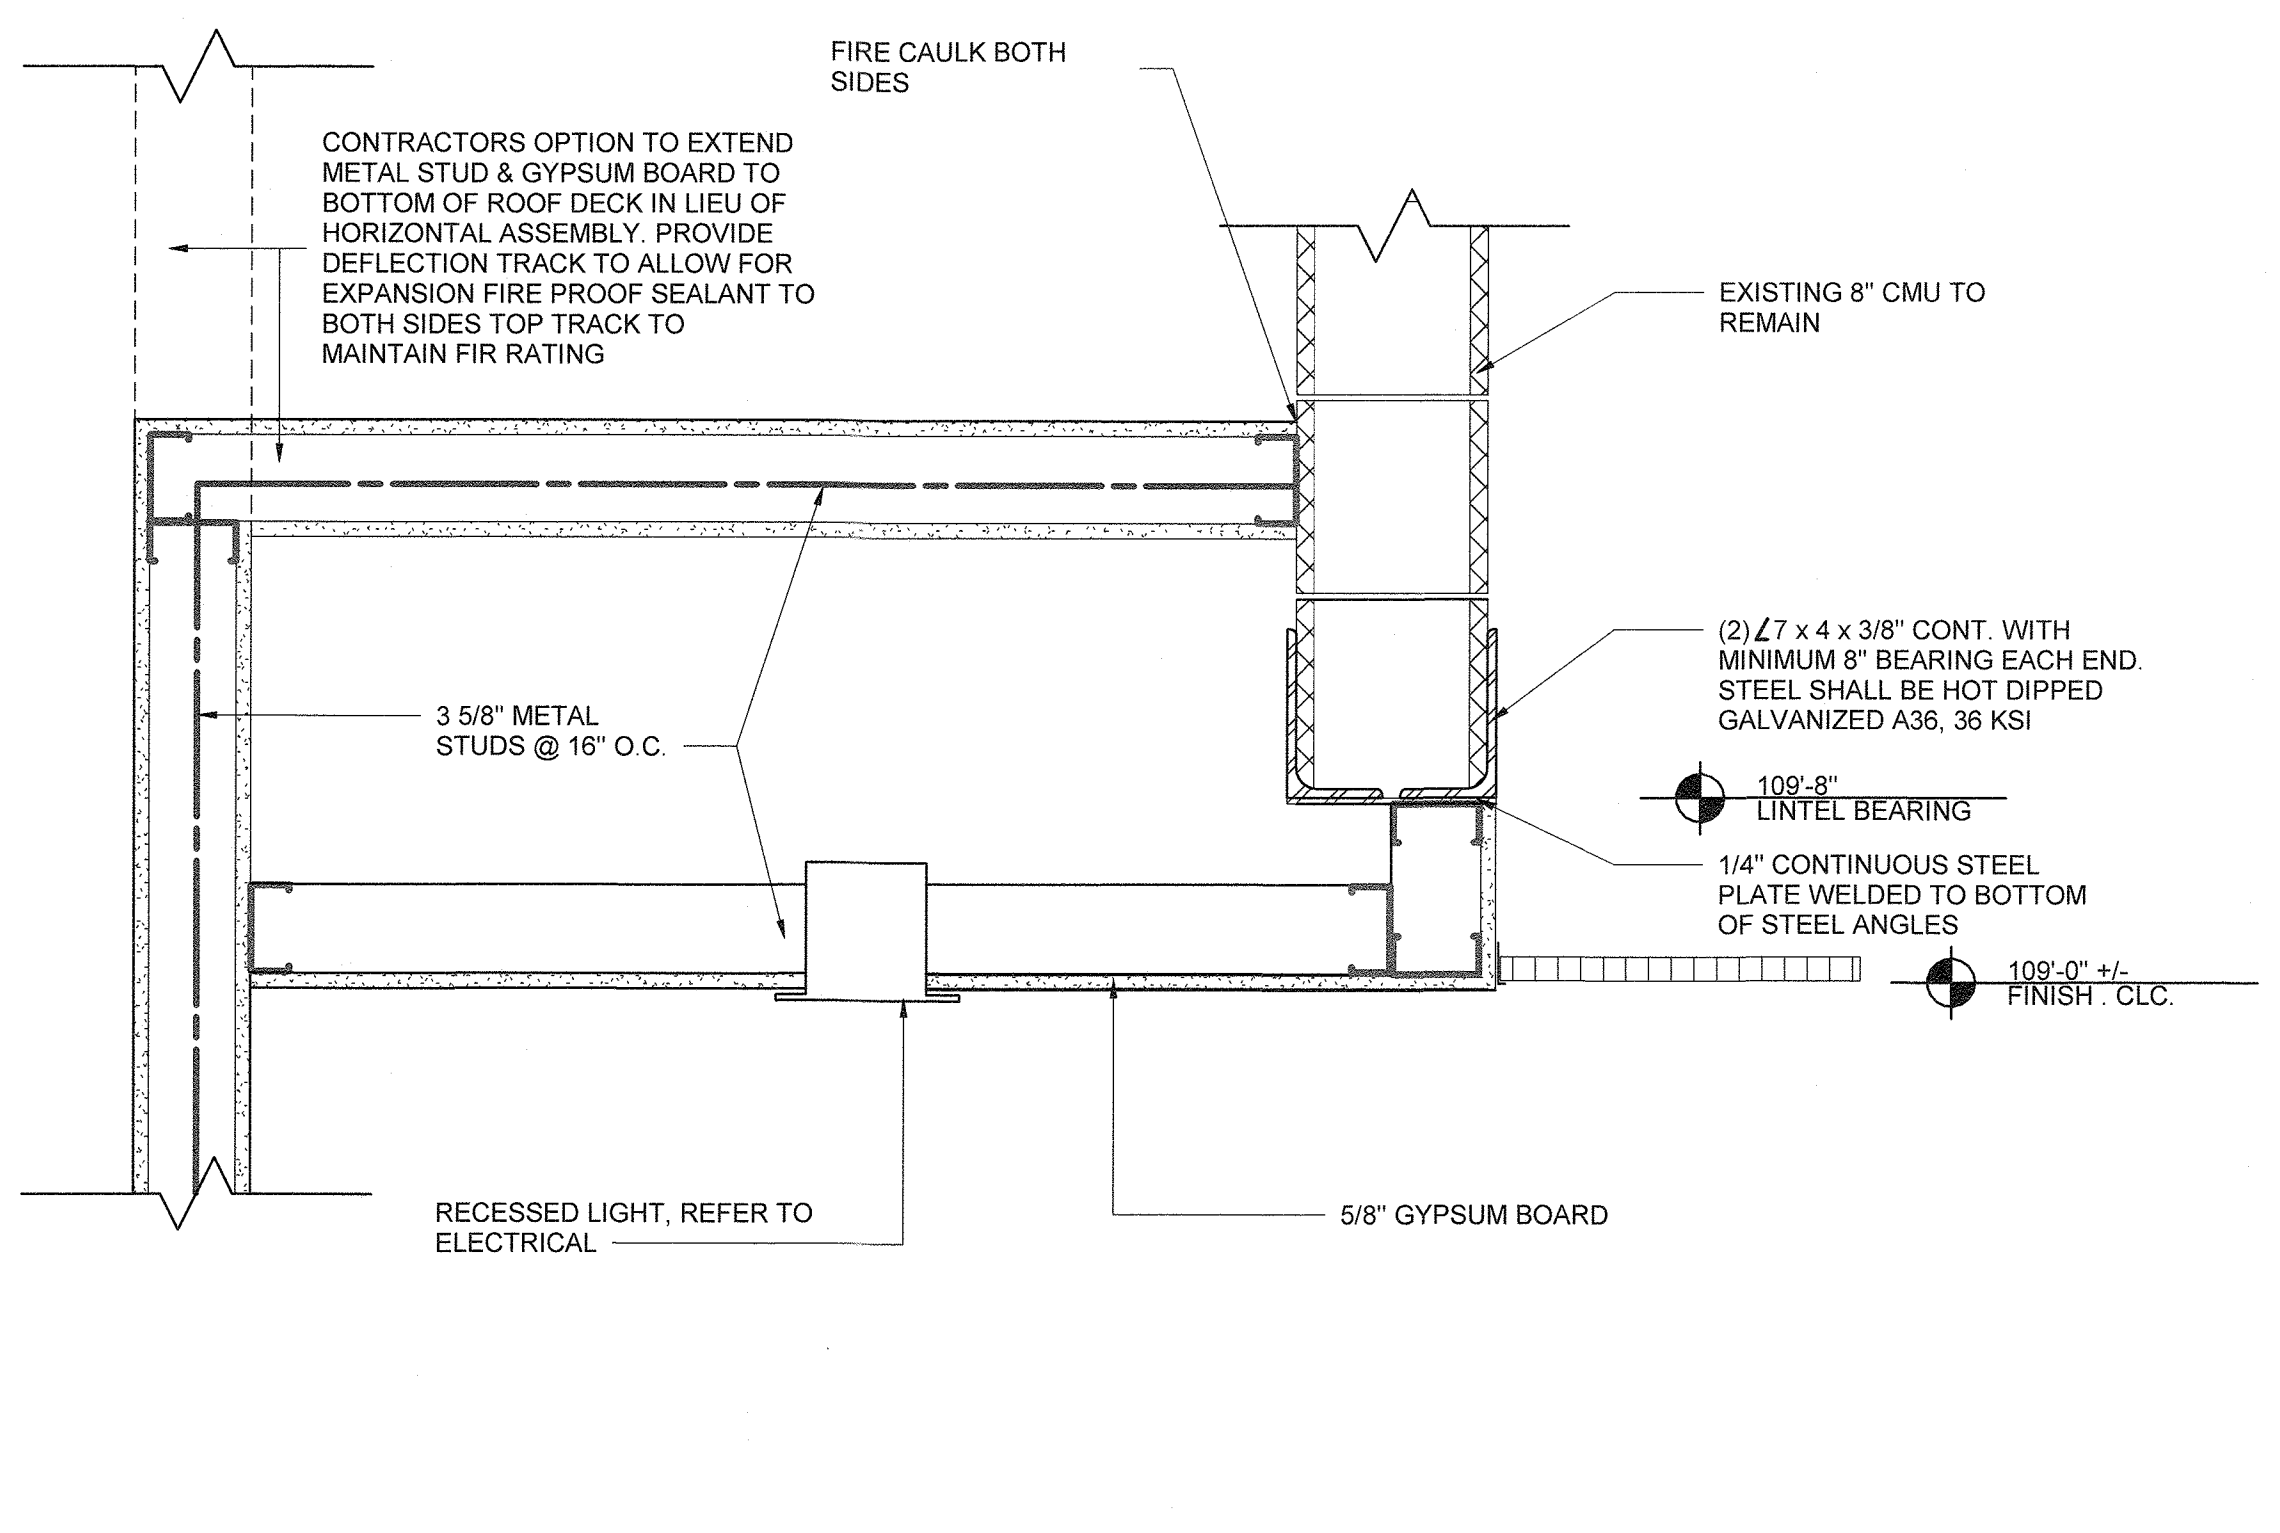 FIRE CAULK BOTH
SIDES
CONTRACTORS OPTION TO EXTEND
METAL STUD & GYPSUM BOARD TO
BOTTOM OF ROOF DECK IN LIEU OF
HORIZONTAL ASSEMBLY. PROVIDE
DEFLECTION TRACK TO ALLOW FOR
EXPANSION FIRE PROOF SEALANT TO
BOTH SIDES TOP TRACK TO
MAINTAIN FIR RATING
EXISTING 8" CMU TO
REMAIN
(2)∠7 x 4 x 3/8" CONT. WITH
MINIMUM 8" BEARING EACH END.
STEEL SHALL BE HOT DIPPED
GALVANIZED A36, 36 KSI
3 5/8" METAL
STUDS @ 16" O.C.
109'-8"
LINTEL BEARING
1/4" CONTINUOUS STEEL
PLATE WELDED TO BOTTOM
OF STEEL ANGLES
109'-0" +/-
FINISH . CLC.
RECESSED LIGHT, REFER TO
ELECTRICAL
5/8" GYPSUM BOARD